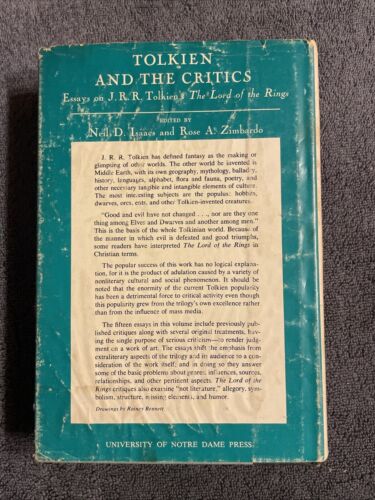 TOLKIEN
AND THE CRITICS
Essays on J. R. R. Tolkien's The Lord of the Rings
EDITED BY
Neil D. Isaacs and Rose A. Zimbardo
J. R. R. Tolkien has defined fantasy as the making or
glimpsing of other worlds. The other world he invented is
Middle Earth, with its own geography, mythology, balladry,
history, languages, alphabet, flora and fauna, poetry, and
other necessary tangible and intangible elements of culture.
The most interesting subjects are the populus: hobbits,
dwarves, orcs, ents, and other Tolkien-invented creatures.
"Good and evil have not changed . . ., nor are they one
thing among Elves and Dwarves and another among men."
This is the basis of the whole Tolkinian world. Because of
the manner in which evil is defeated and good triumphs,
some readers have interpreted The Lord of the Rings in
Christian terms.
The popular success of this work has no logical explana-
tion, for it is the product of adulation caused by a variety of
nonliterary cultural and social phenomenon. It should be
noted that the enormity of the current Tolkien popularity
has been a detrimental force to critical activity even though
this popularity grew from the trilogy's own excellence rather
than from the influence of mass media.
The fifteen essays in this volume include previously pub-
lished critiques along with several original treatments, having
the single purpose of serious criticism—to render judg-
ment on a work of art. The essays shift the emphasis from
extraliterary aspects of the trilogy and its audience to a con-
sideration of the work itself; and in doing so they answer
some of the basic problems about genres, influences, sources,
relationships, and other pertinent aspects. The Lord of the
Rings critiques also examine "not literature," allegory, sym-
bolism, structure, missing elements, and humor.
Drawings by Rainey Bennett
UNIVERSITY OF NOTRE DAME PRESS